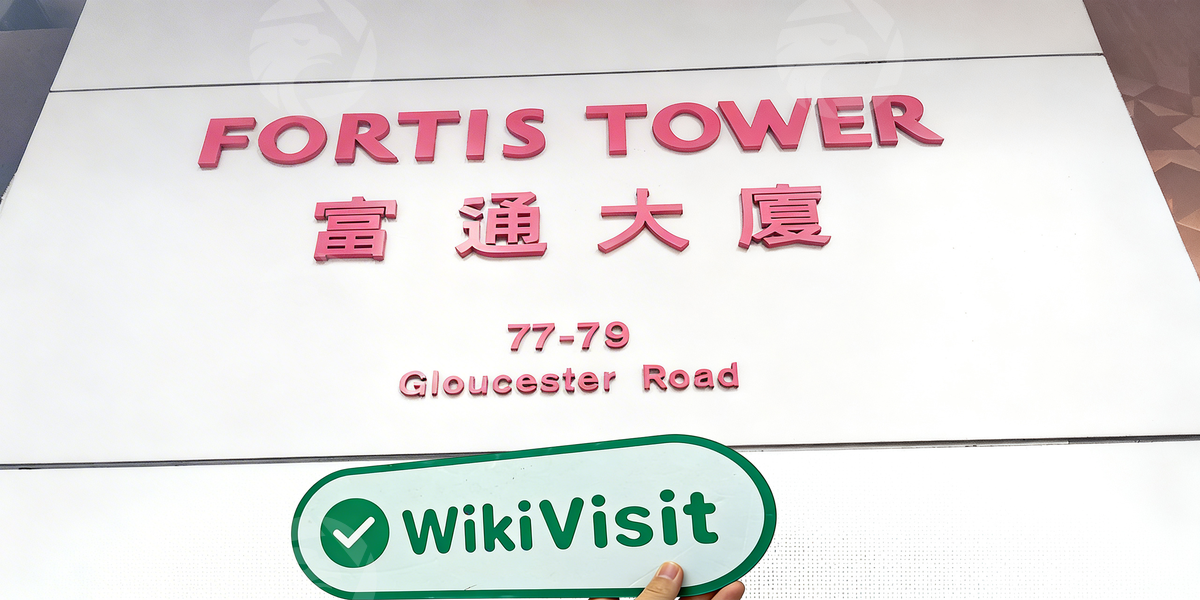 FORTIS TOWER
富通大廈
77-79
Gloucester Road
WikiVisit